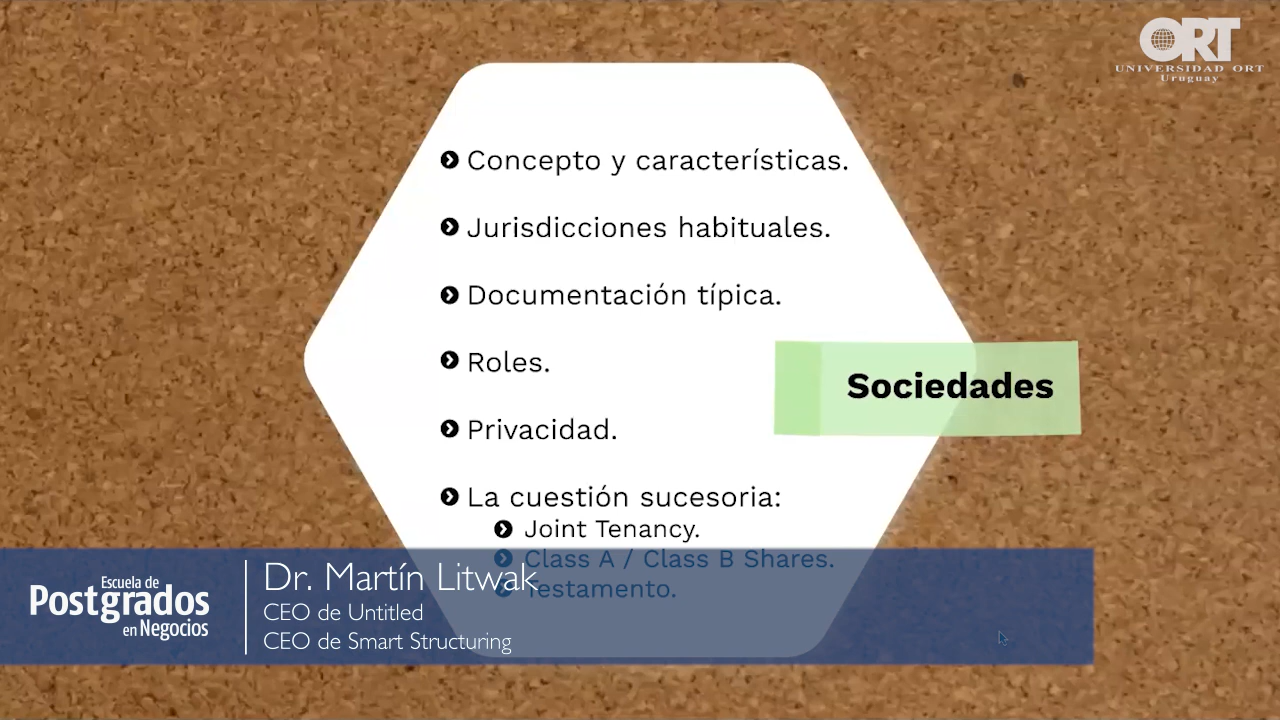 ORT
UNIVERSIDAD ORT
Uruguay
Concepto y características.
Jurisdicciones habituales.
Documentación típica.
Roles.
Sociedades
Privacidad.
La cuestión sucesoria:
Joint Tenancy.
Class A / Class B Shares.
Testamento.
Escuela de
Postgrados
en Negocios
Dr. Martín Litwak
CEO de Untitled
CEO de Smart Structuring